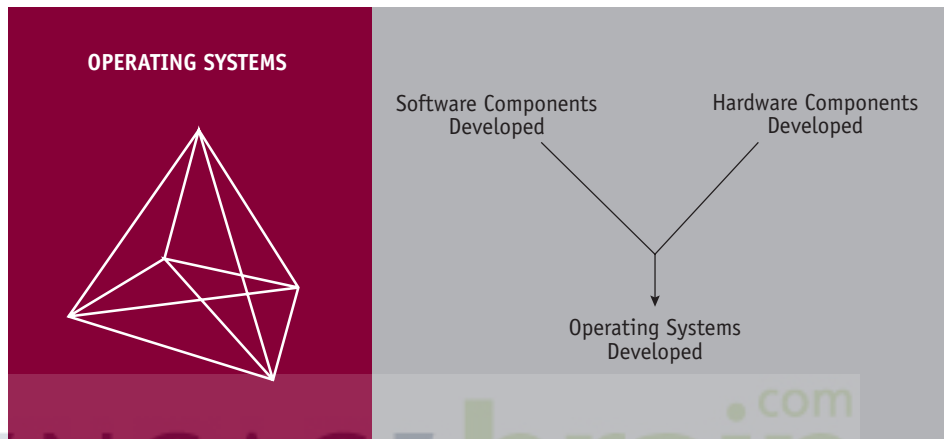 OPERATING SYSTEMS
Software Components
Developed
Hardware Components
Developed
Operating Systems
Developed
.com